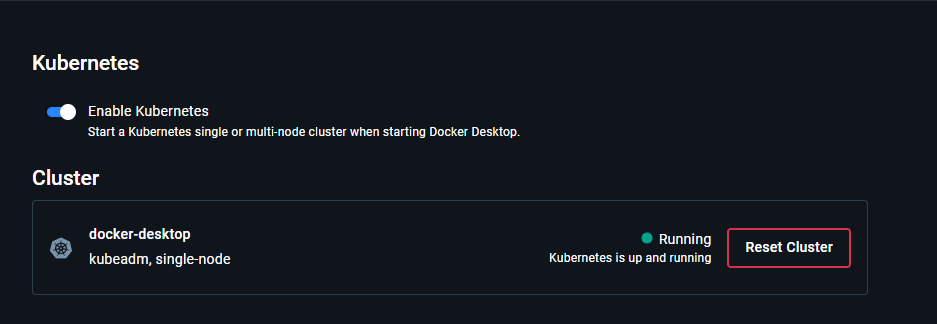 Kubernetes
Enable Kubernetes
Start a Kubernetes single or multi-node cluster when starting Docker Desktop.
Cluster
docker-desktop
kubeadm, single-node
Running
Kubernetes is up and running
Reset Cluster